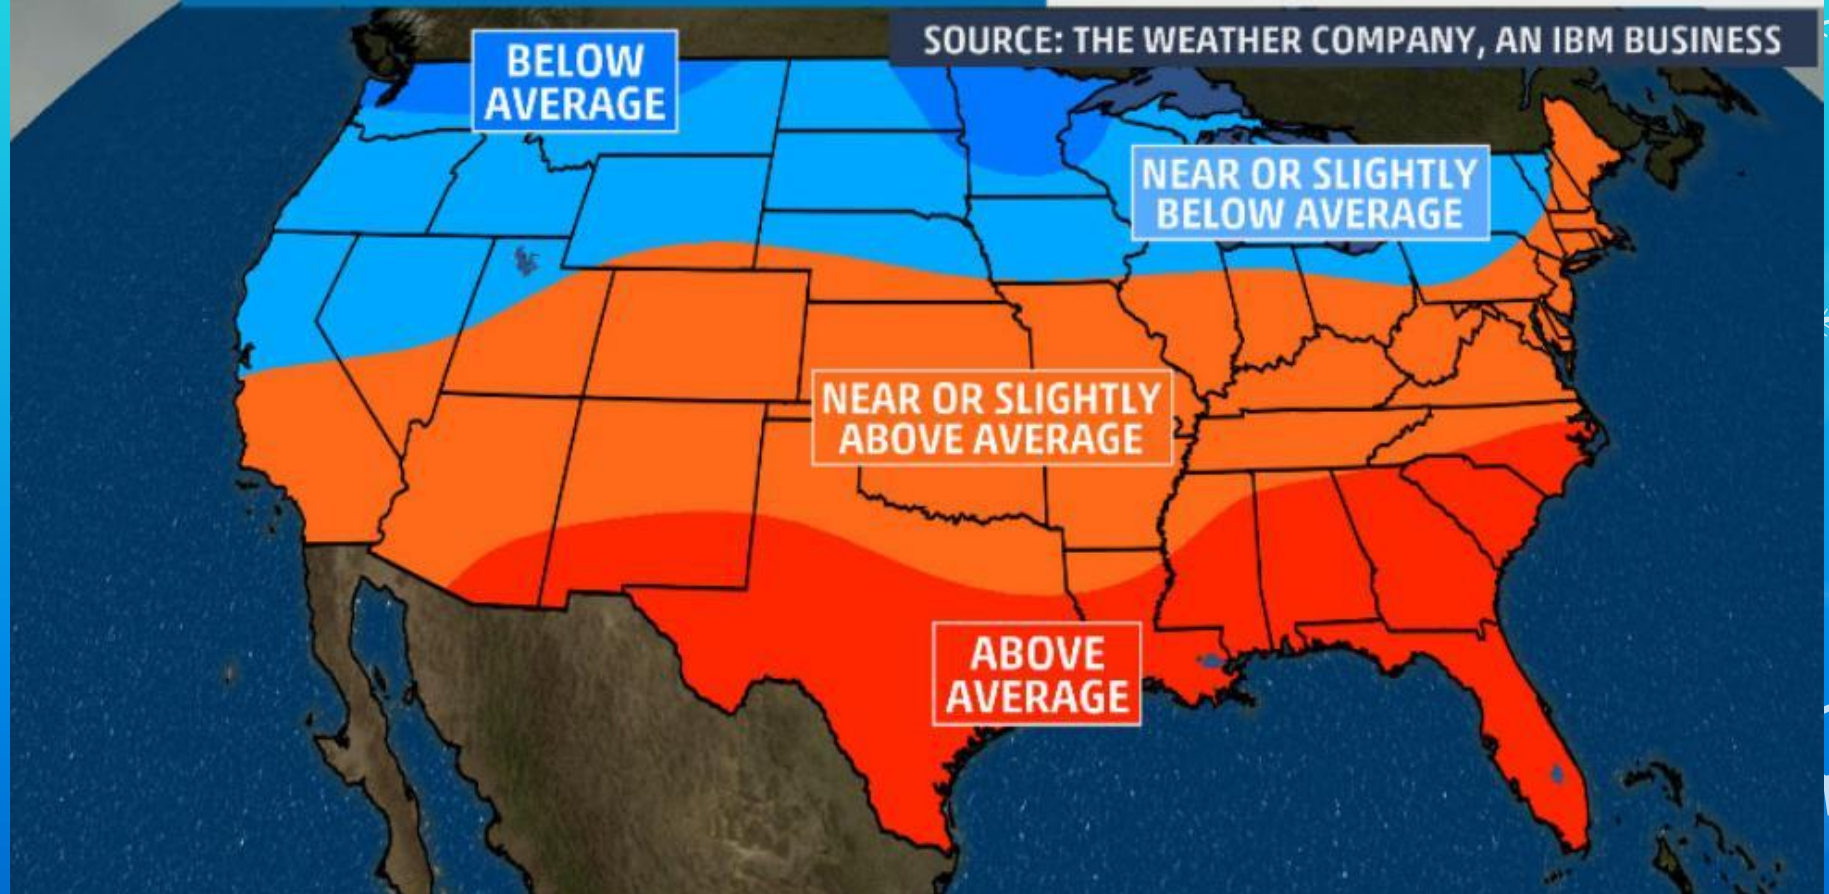 SOURCE: THE WEATHER COMPANY, AN IBM BUSINESS
BELOW
AVERAGE
NEAR OR SLIGHTLY
BELOW AVERAGE
NEAR OR SLIGHTLY
ABOVE AVERAGE
ABOVE
AVERAGE